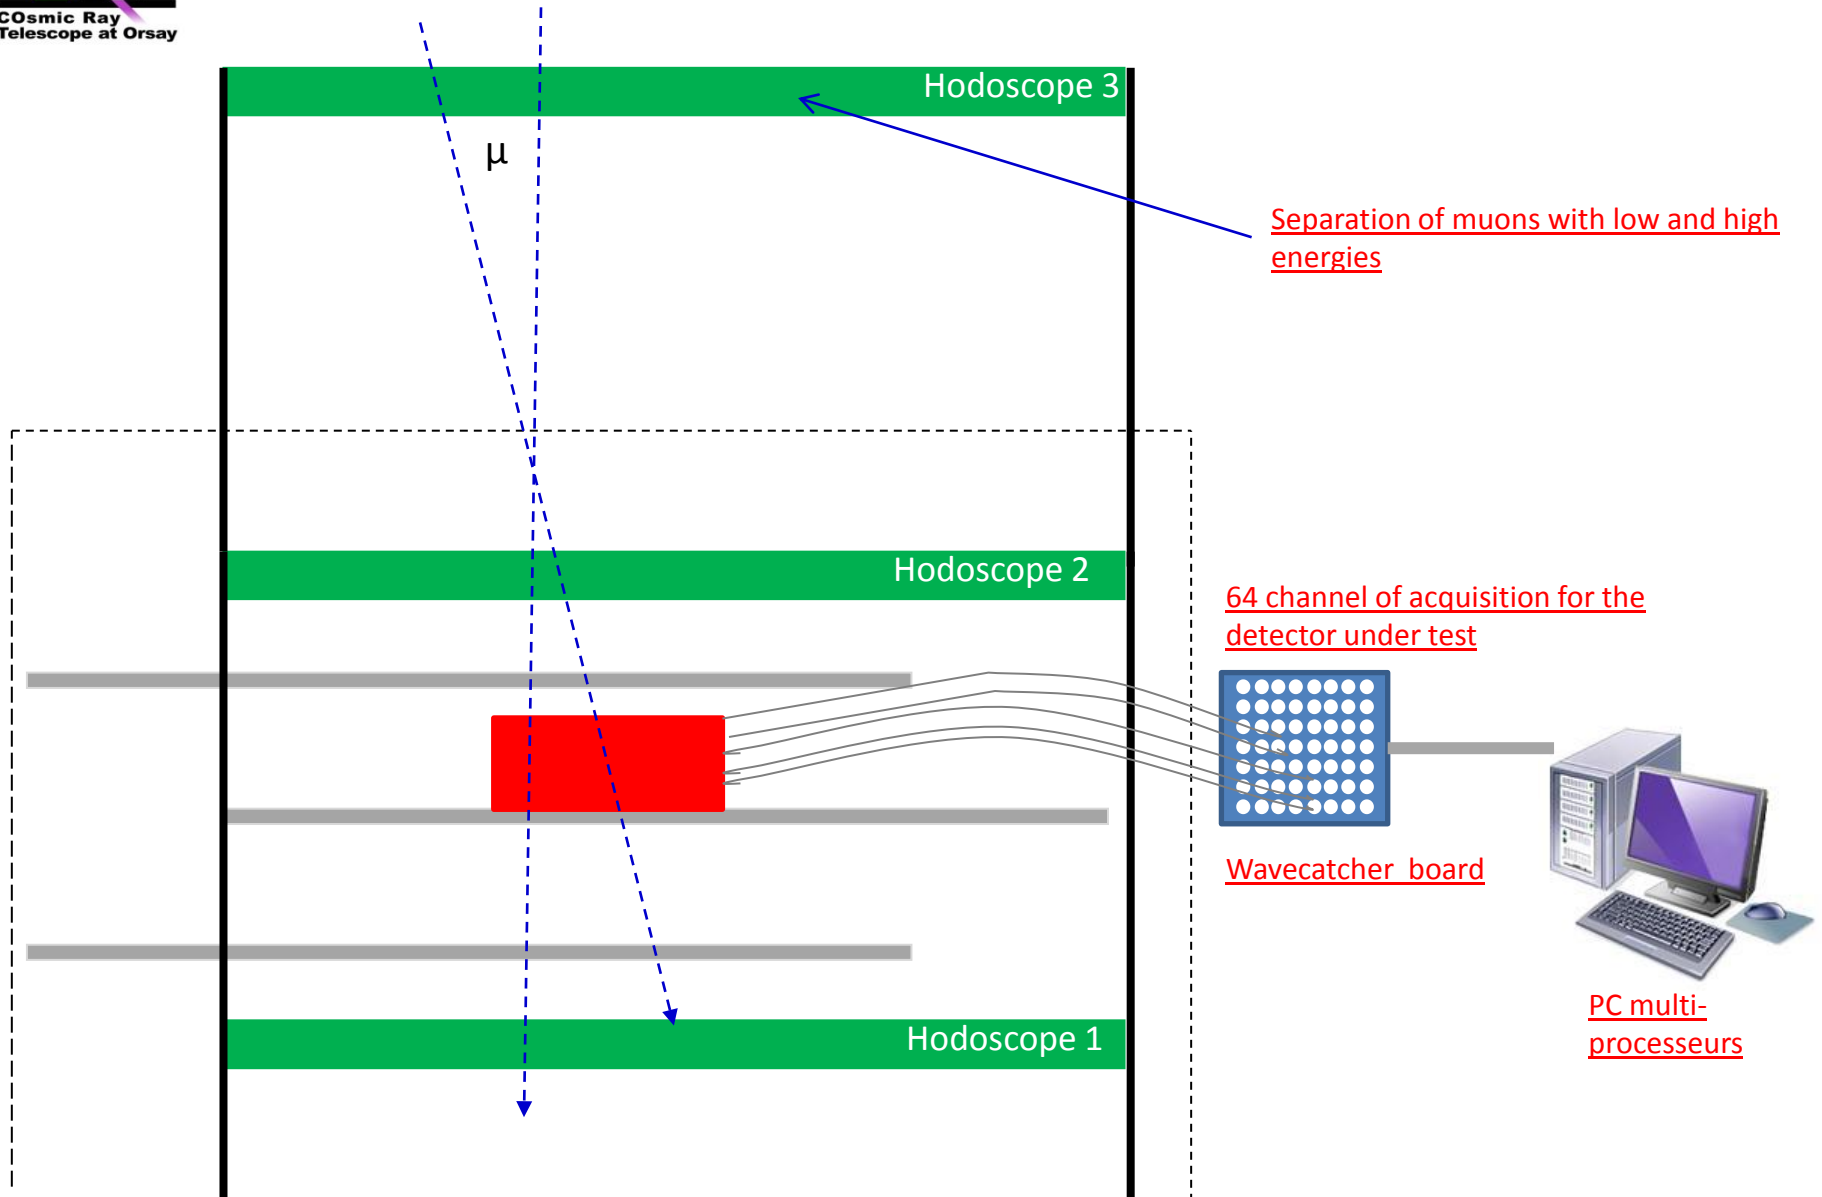 COsmic Ray
Telescope at Orsay
Hodoscope 3
μ
Separation of muons with low and high
energies
Hodoscope 2
64 channel of acquisition for the
detector under test
Wavecatcher board
PC multi-
processeurs
Hodoscope 1